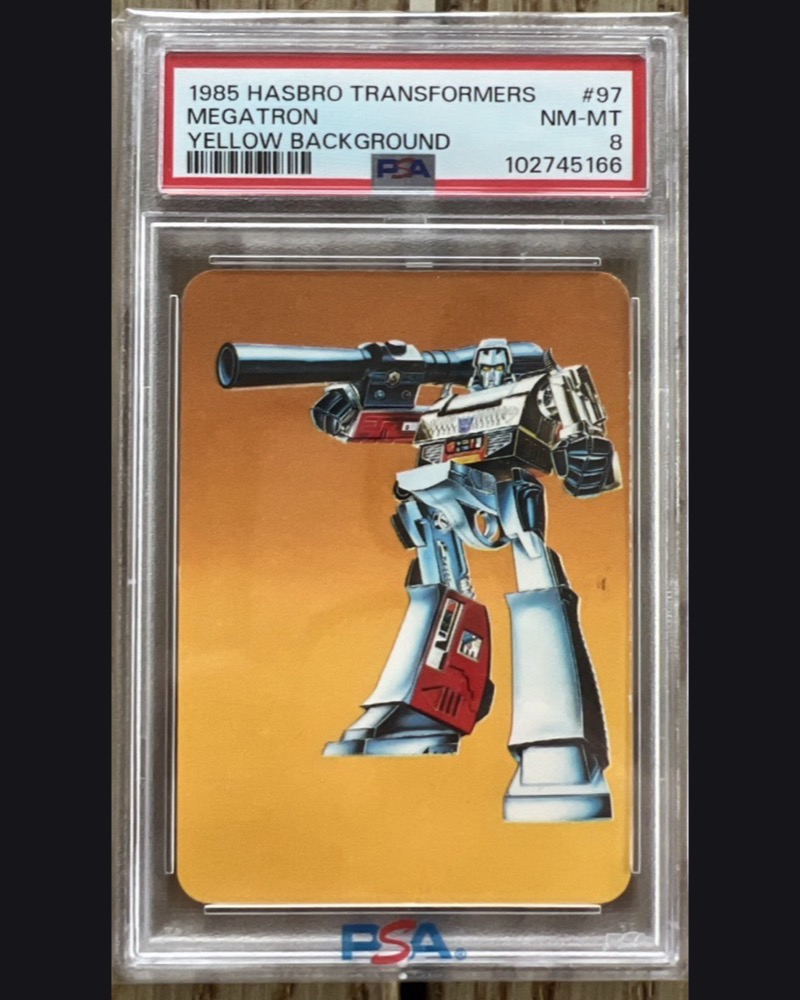 1985 HASBRO TRANSFORMERS #97
MEGATRON NM-MT
YELLOW BACKGROUND 8
PSA 102745166
PSA®